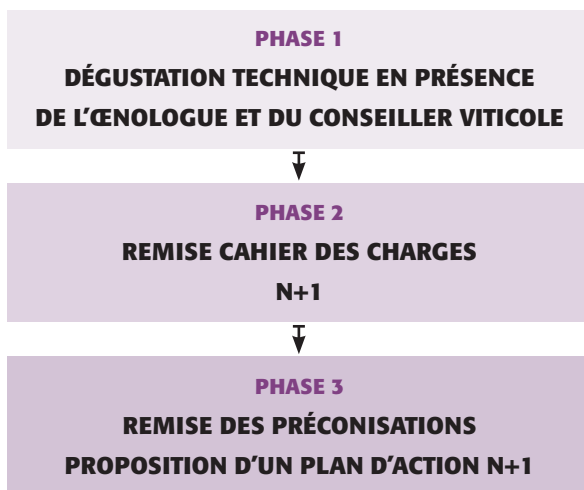 PHASE 1
DÉGUSTATION TECHNIQUE EN PRÉSENCE
DE L'ŒNOLOGUE ET DU CONSEILLER VITICOLE
PHASE 2
REMISE CAHIER DES CHARGES
N+1
PHASE 3
REMISE DES PRÉCONISATIONS
PROPOSITION D'UN PLAN D'ACTION N+1